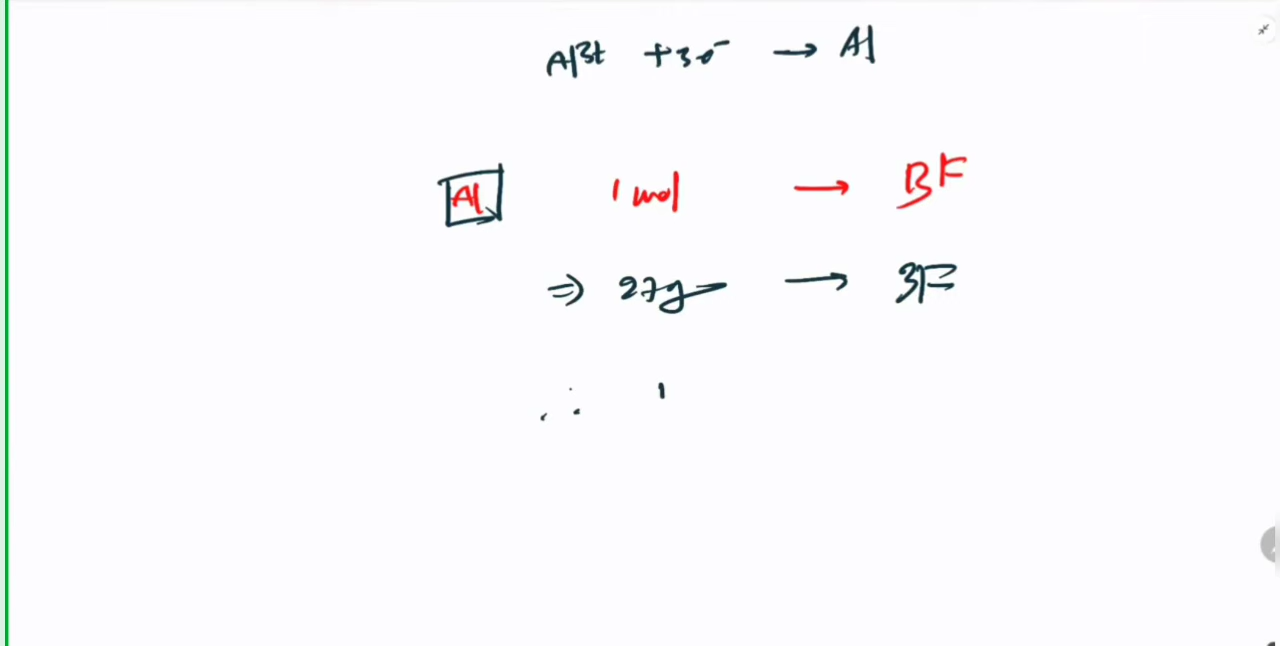 Al3+ +3e- → Al
Al 1 mol → 3F
⇒ 27g → 3F
∴ 1